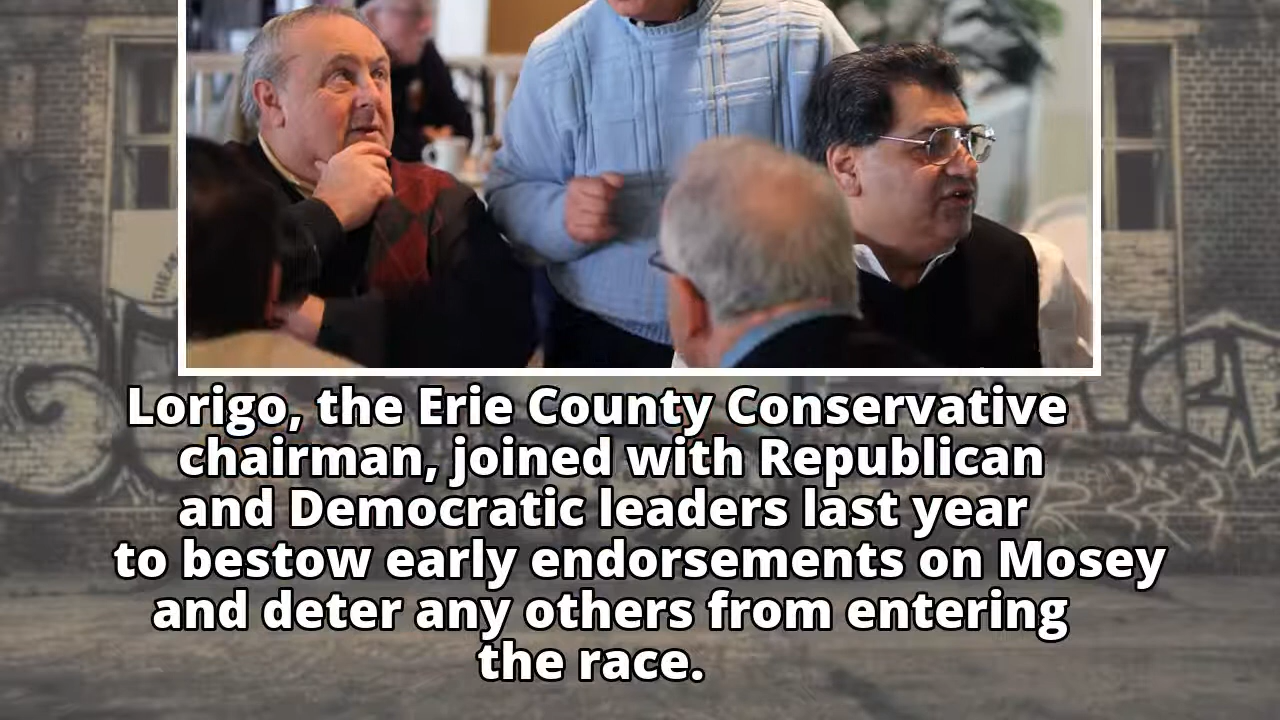 Lorigo, the Erie County Conservative
chairman, joined with Republican
and Democratic leaders last year
to bestow early endorsements on Mosey
and deter any others from entering
the race.